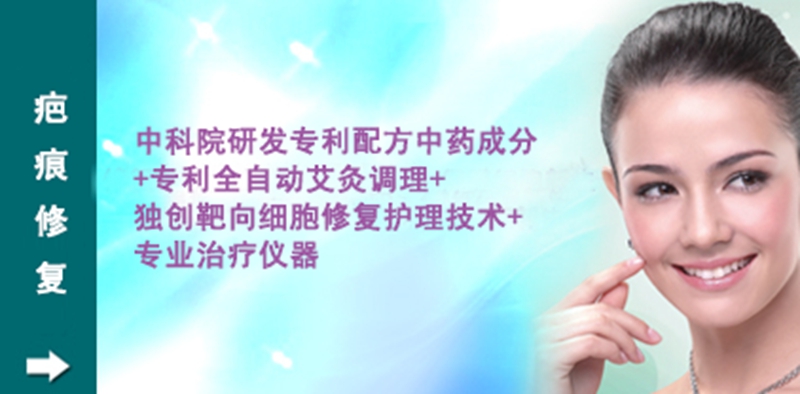 疤痕修复
中科院研发专利配方中药成分
+专利全自动艾灸调理+
独创靶向细胞修复护理技术+
专业治疗仪器